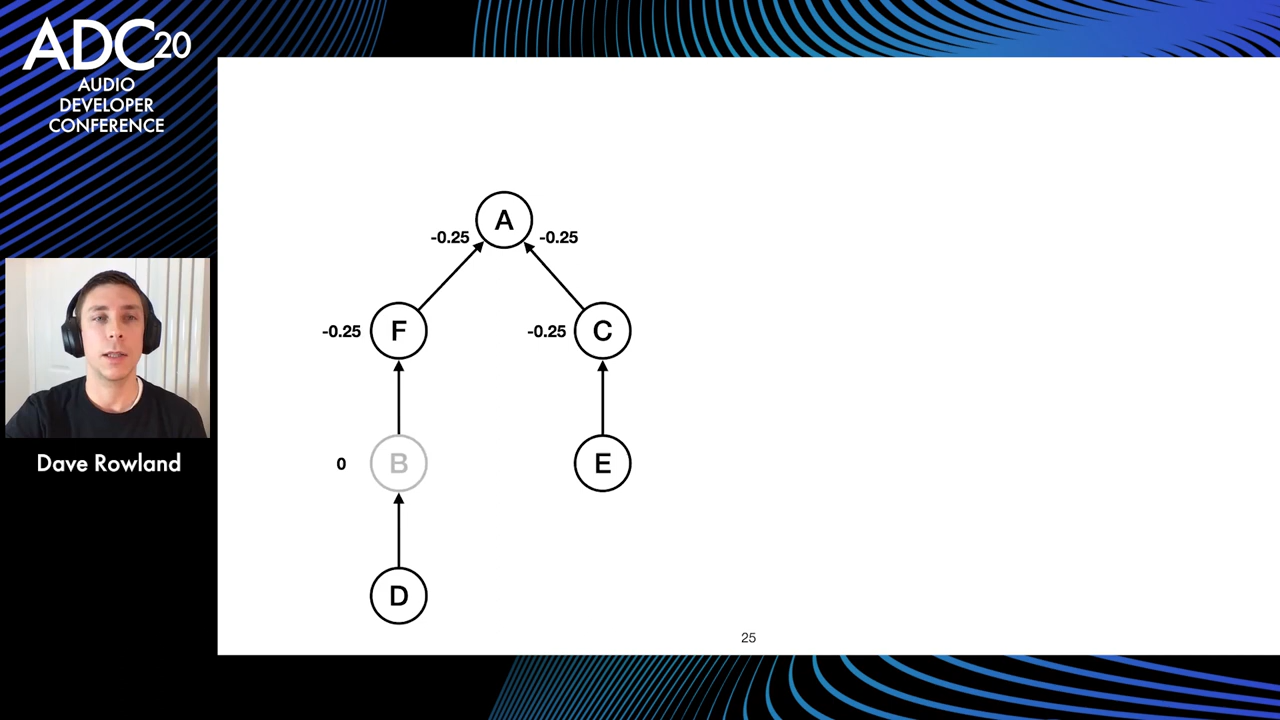 ADC20
AUDIO
DEVELOPER
CONFERENCE
Dave Rowland
A
-0.25
-0.25
-0.25
F
-0.25
C
0
B
E
D
25